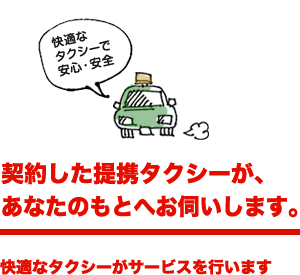 快適な
タクシーで
安心・安全
契約した提携タクシーが、
あなたのもとへお伺いします。
快適なタクシーがサービスを行います